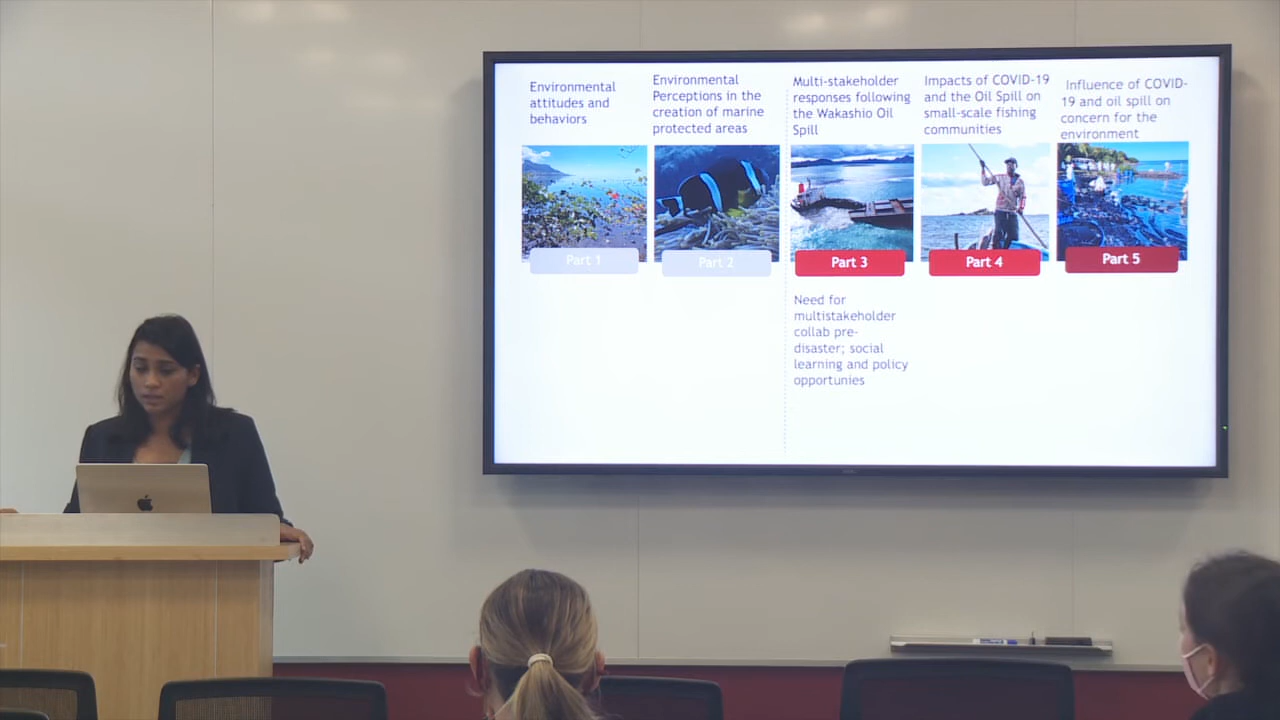 Environmental
attitudes and
behaviors
Environmental
Perceptions in the
creation of marine
protected areas
Multi-stakeholder
responses following
the Wakashio Oil
Spill
Impacts of COVID-19
and the Oil Spill on
small-scale fishing
communities
Influence of COVID-
19 and oil spill on
concern for the
environment
Part 1
Part 2
Part 3
Part 4
Part 5
Need for
multistakeholder
collab pre-
disaster; social
learning and policy
opportunies